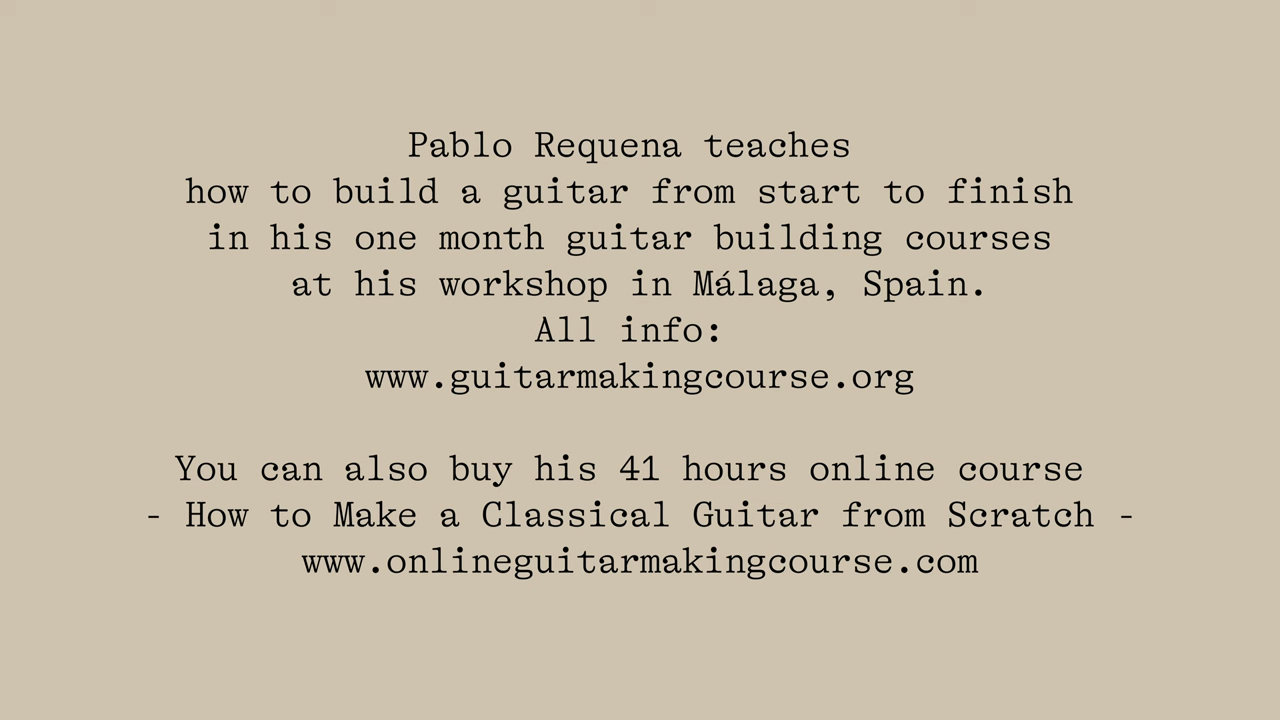 Pablo Requena teaches
how to build a guitar from start to finish
in his one month guitar building courses
at his workshop in Málaga, Spain.
All info:
www.guitarmakingcourse.org
You can also buy his 41 hours online course
- How to Make a Classical Guitar from Scratch -
www.onlineguitarmakingcourse.com